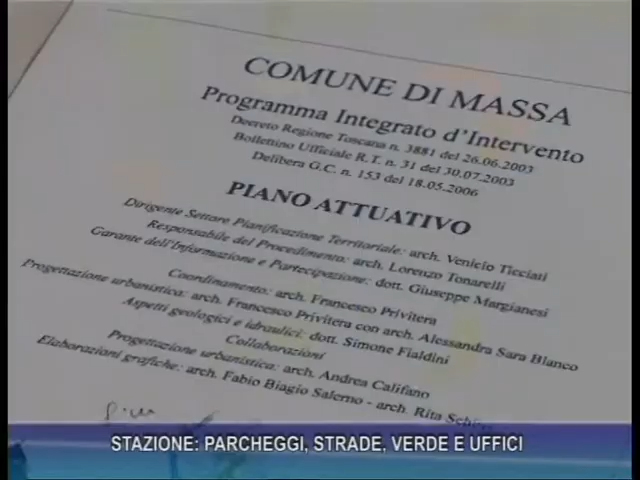 COMUNE DI MASSA
Programma Integrato d'Intervento
Decreto Regione Toscana n. 3881 del 26.06.2003
Bollettino Ufficiale R.T. n. 31 del 30.07.2003
Delibera G.C. n. 153 del 18.05.2006
PIANO ATTUATIVO
Dirigente Settore Pianificazione Territoriale: arch. Venicio Ticciati
Responsabile del Procedimento: arch. Lorenzo Tonarelli
Garante dell'Informazione e Partecipazione: dott. Giuseppe Margianesi
Coordinamento: arch. Francesco Privitera
Progettazione urbanistica: arch. Francesco Privitera con arch. Alessandra Sara Blanco
Aspetti geologici e idraulici: dott. Simone Fialdini
Collaborazioni
Progettazione urbanistica: arch. Andrea Califano
Elaborazioni grafiche: arch. Fabio Biagio Salerno - arch. Rita
STAZIONE: PARCHEGGI, STRADE, VERDE E UFFICI